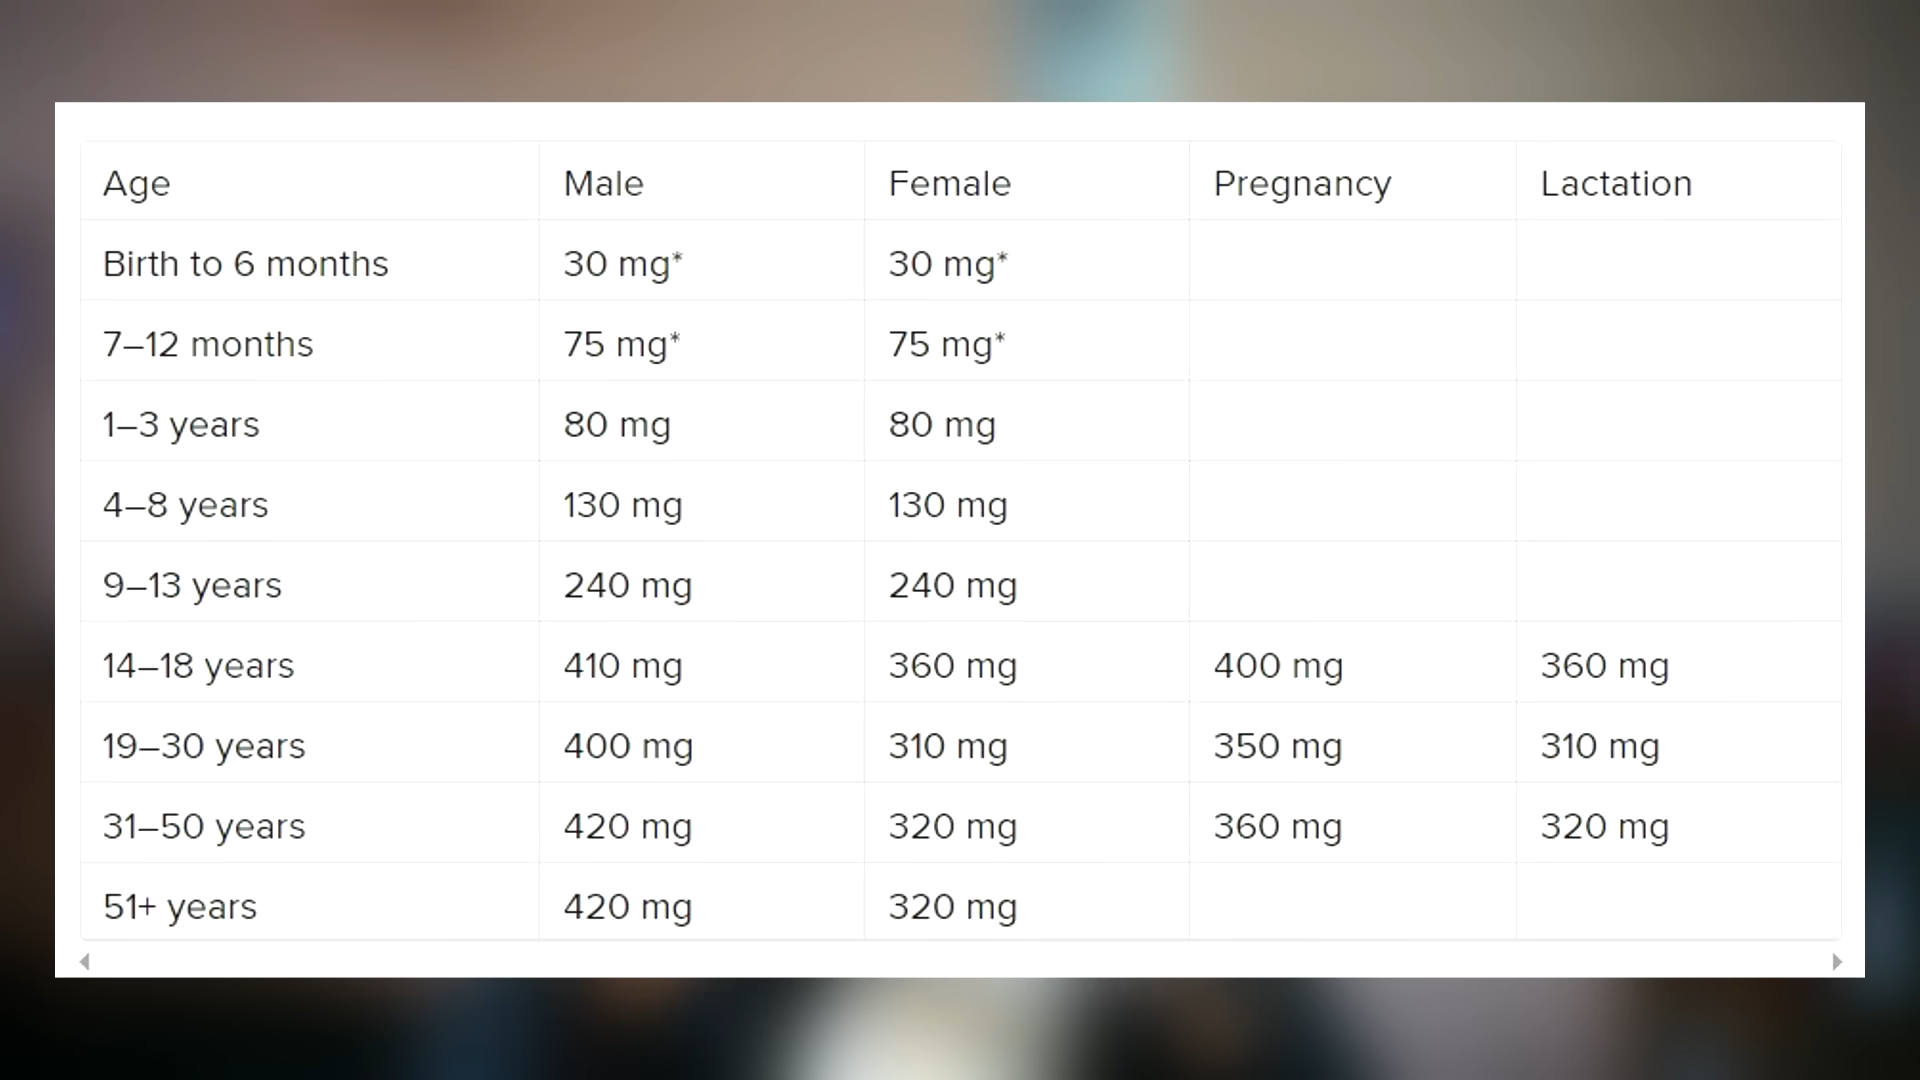 Age Male Female Pregnancy Lactation
Birth to 6 months 30 mg* 30 mg*
7–12 months 75 mg* 75 mg*
1–3 years 80 mg 80 mg
4–8 years 130 mg 130 mg
9–13 years 240 mg 240 mg
14–18 years 410 mg 360 mg 400 mg 360 mg
19–30 years 400 mg 310 mg 350 mg 310 mg
31–50 years 420 mg 320 mg 360 mg 320 mg
51+ years 420 mg 320 mg